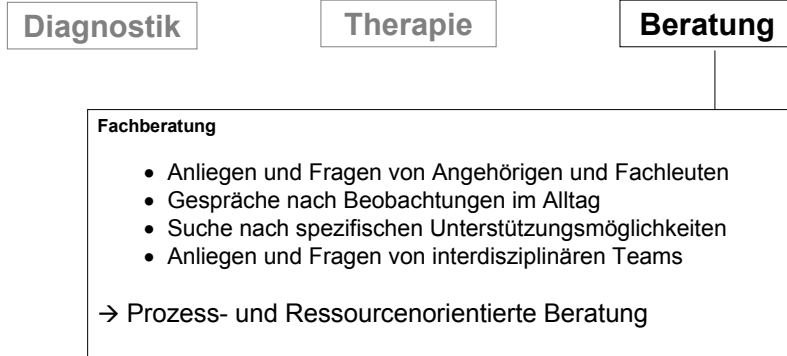 Diagnostik Therapie Beratung
Fachberatung
• Anliegen und Fragen von Angehörigen und Fachleuten
• Gespräche nach Beobachtungen im Alltag
• Suche nach spezifischen Unterstützungsmöglichkeiten
• Anliegen und Fragen von interdisziplinären Teams
→ Prozess- und Ressourcenorientierte Beratung